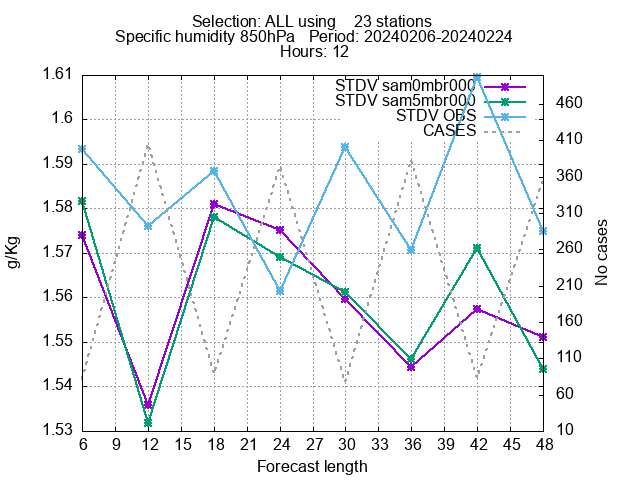 Selection: ALL using    23 stations
Specific humidity 850hPa   Period: 20240206-20240224
Hours: 12
STDV sam0mbr000
STDV sam5mbr000
STDV OBS
CASES
1.61
1.6
1.59
1.58
1.57
1.56
1.55
1.54
1.53
460
410
360
310
260
210
160
110
60
10
g/Kg
No cases
6 9 12 15 18 21 24 27 30 33 36 39 42 45 48
Forecast length